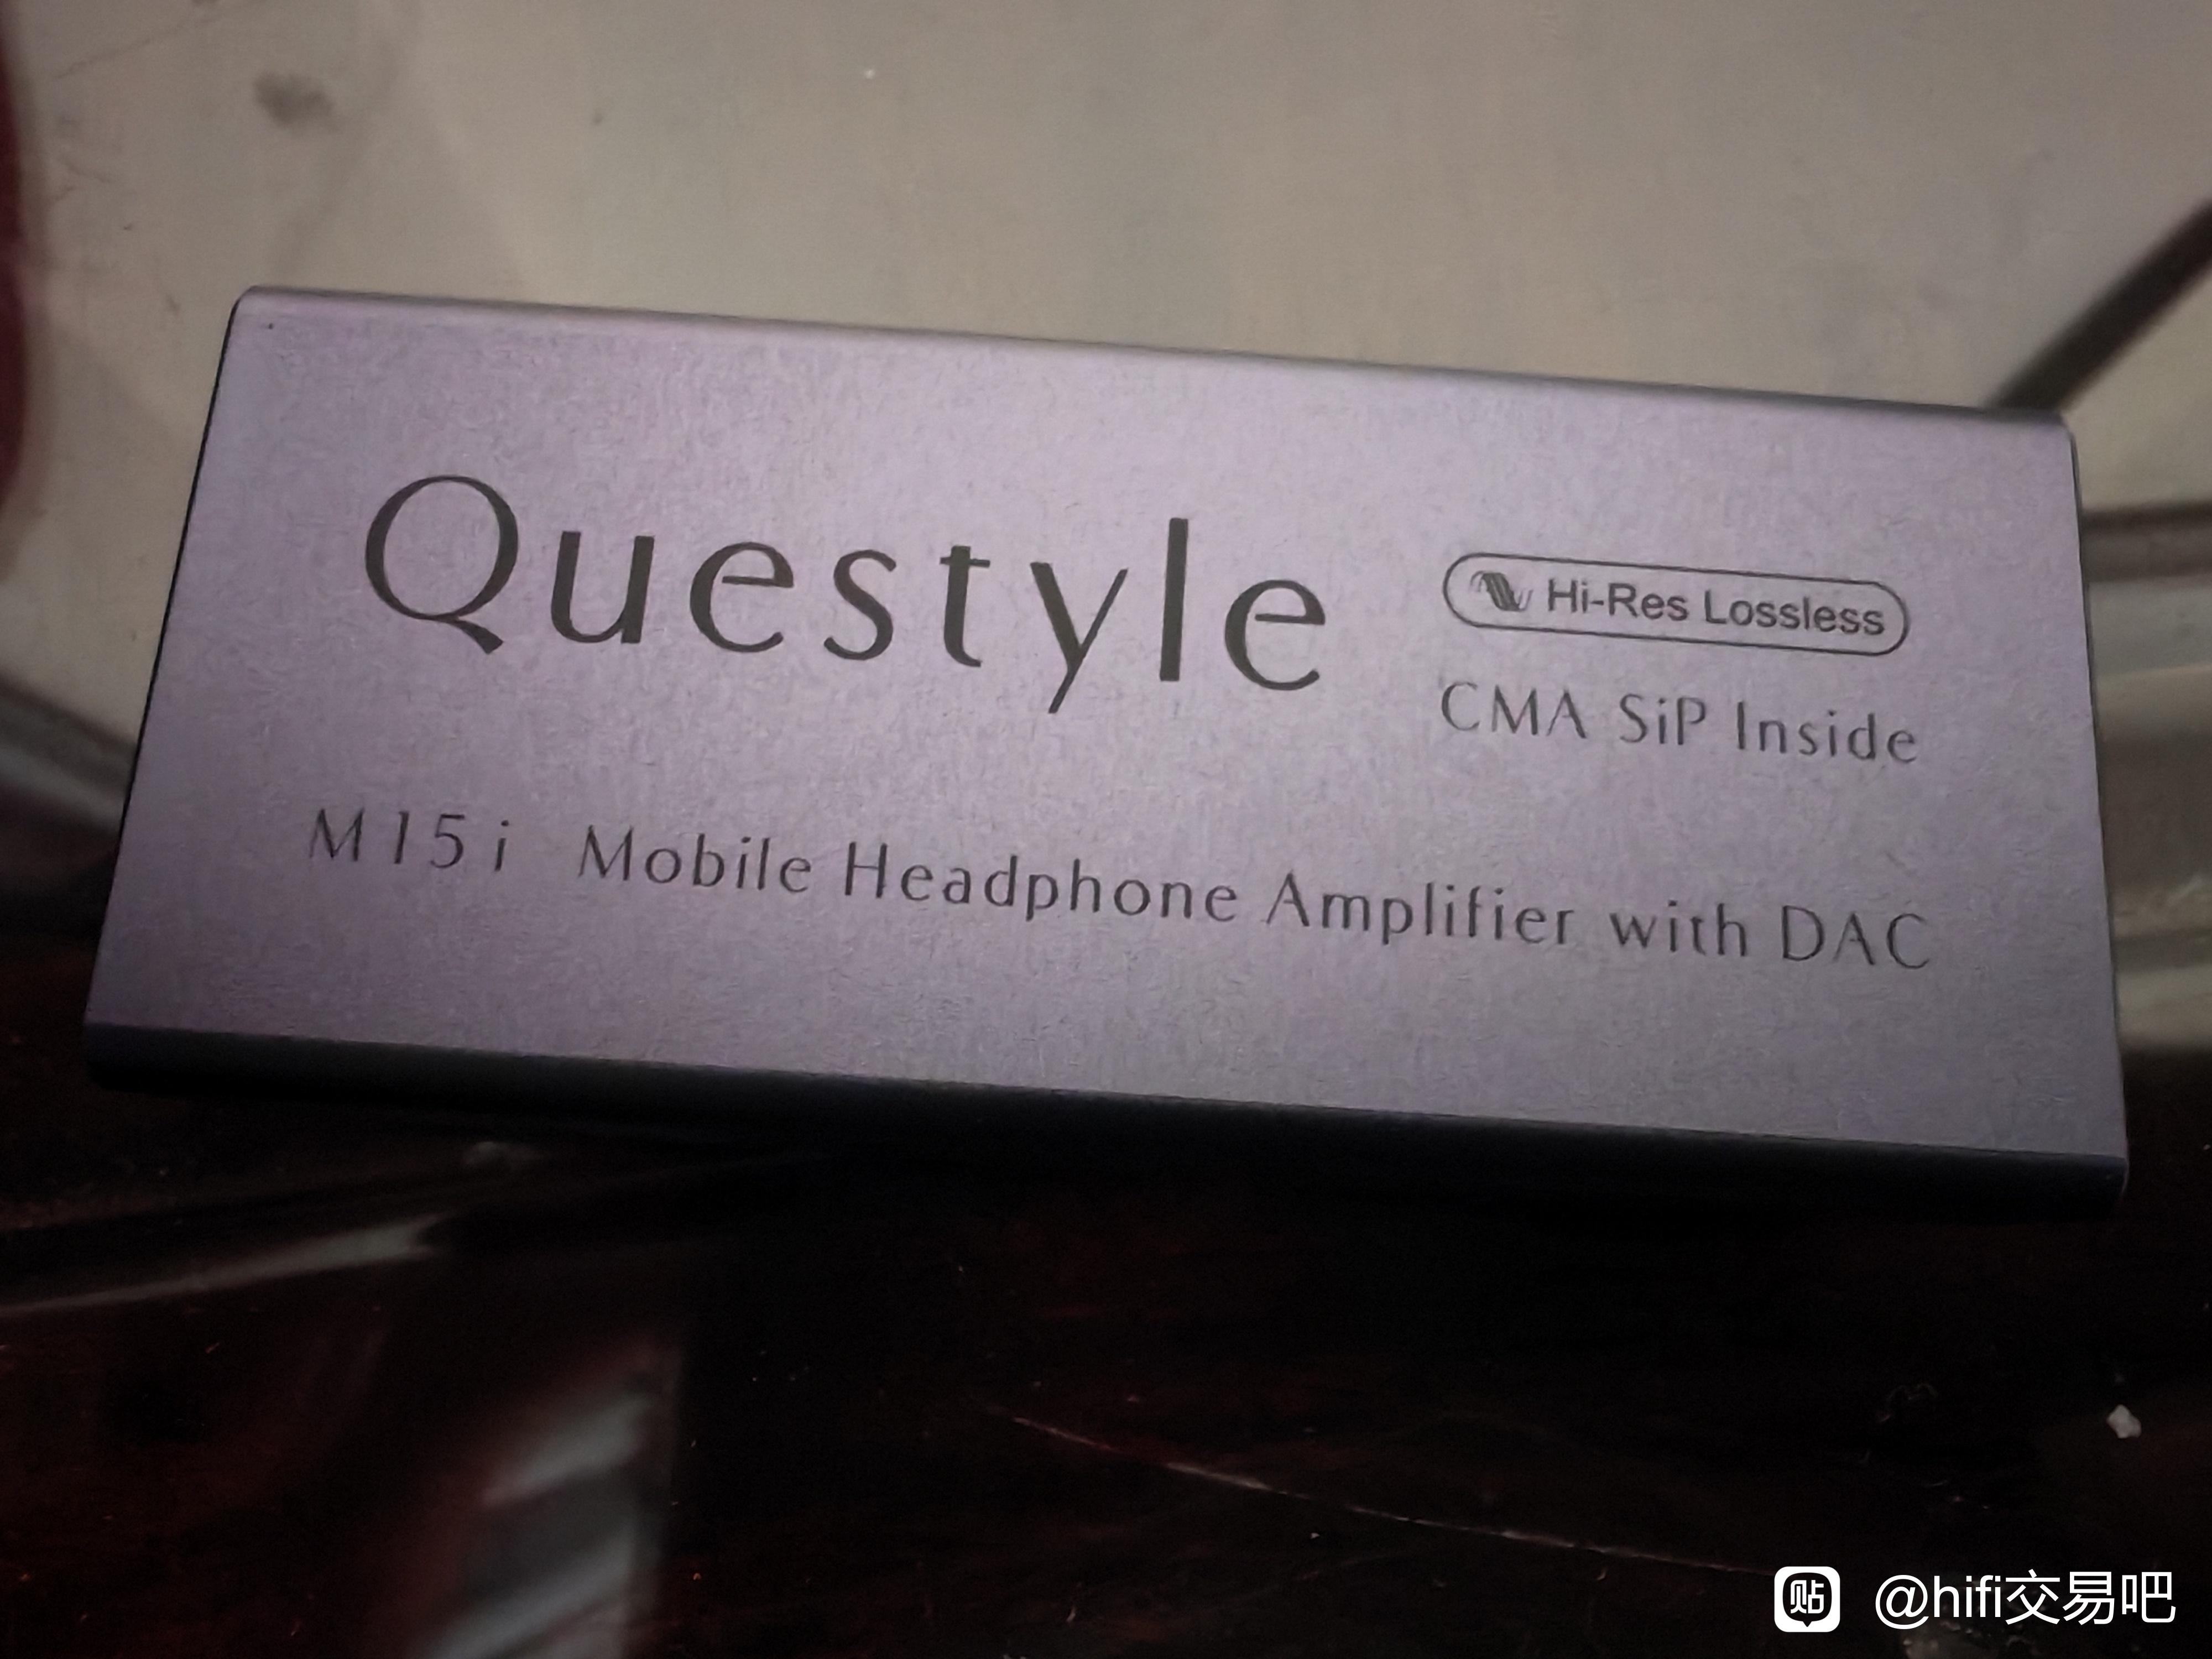 Questyle
Hi-Res Lossless
CMA SiP Inside
M15i Mobile Headphone Amplifier with DAC
贴 @hifi交易吧